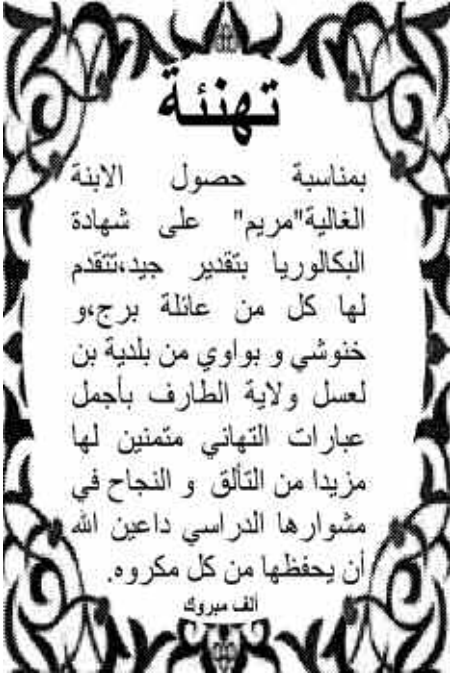 تهنئة
بمناسبة حصول الابنة
الغالية"مريم" على شهادة
البكالوريا بتقدير جيد،تتقدم
لها كل من عائلة برج،و
خنوشي و بواوي من بلدية بن
لعسل ولاية الطارف بأجمل
عبارات التهاني متمنين لها
مزيدا من التألق و النجاح في
مشوارها الدراسي داعين الله
أن يحفظها من كل مكروه.
ألف مبروك